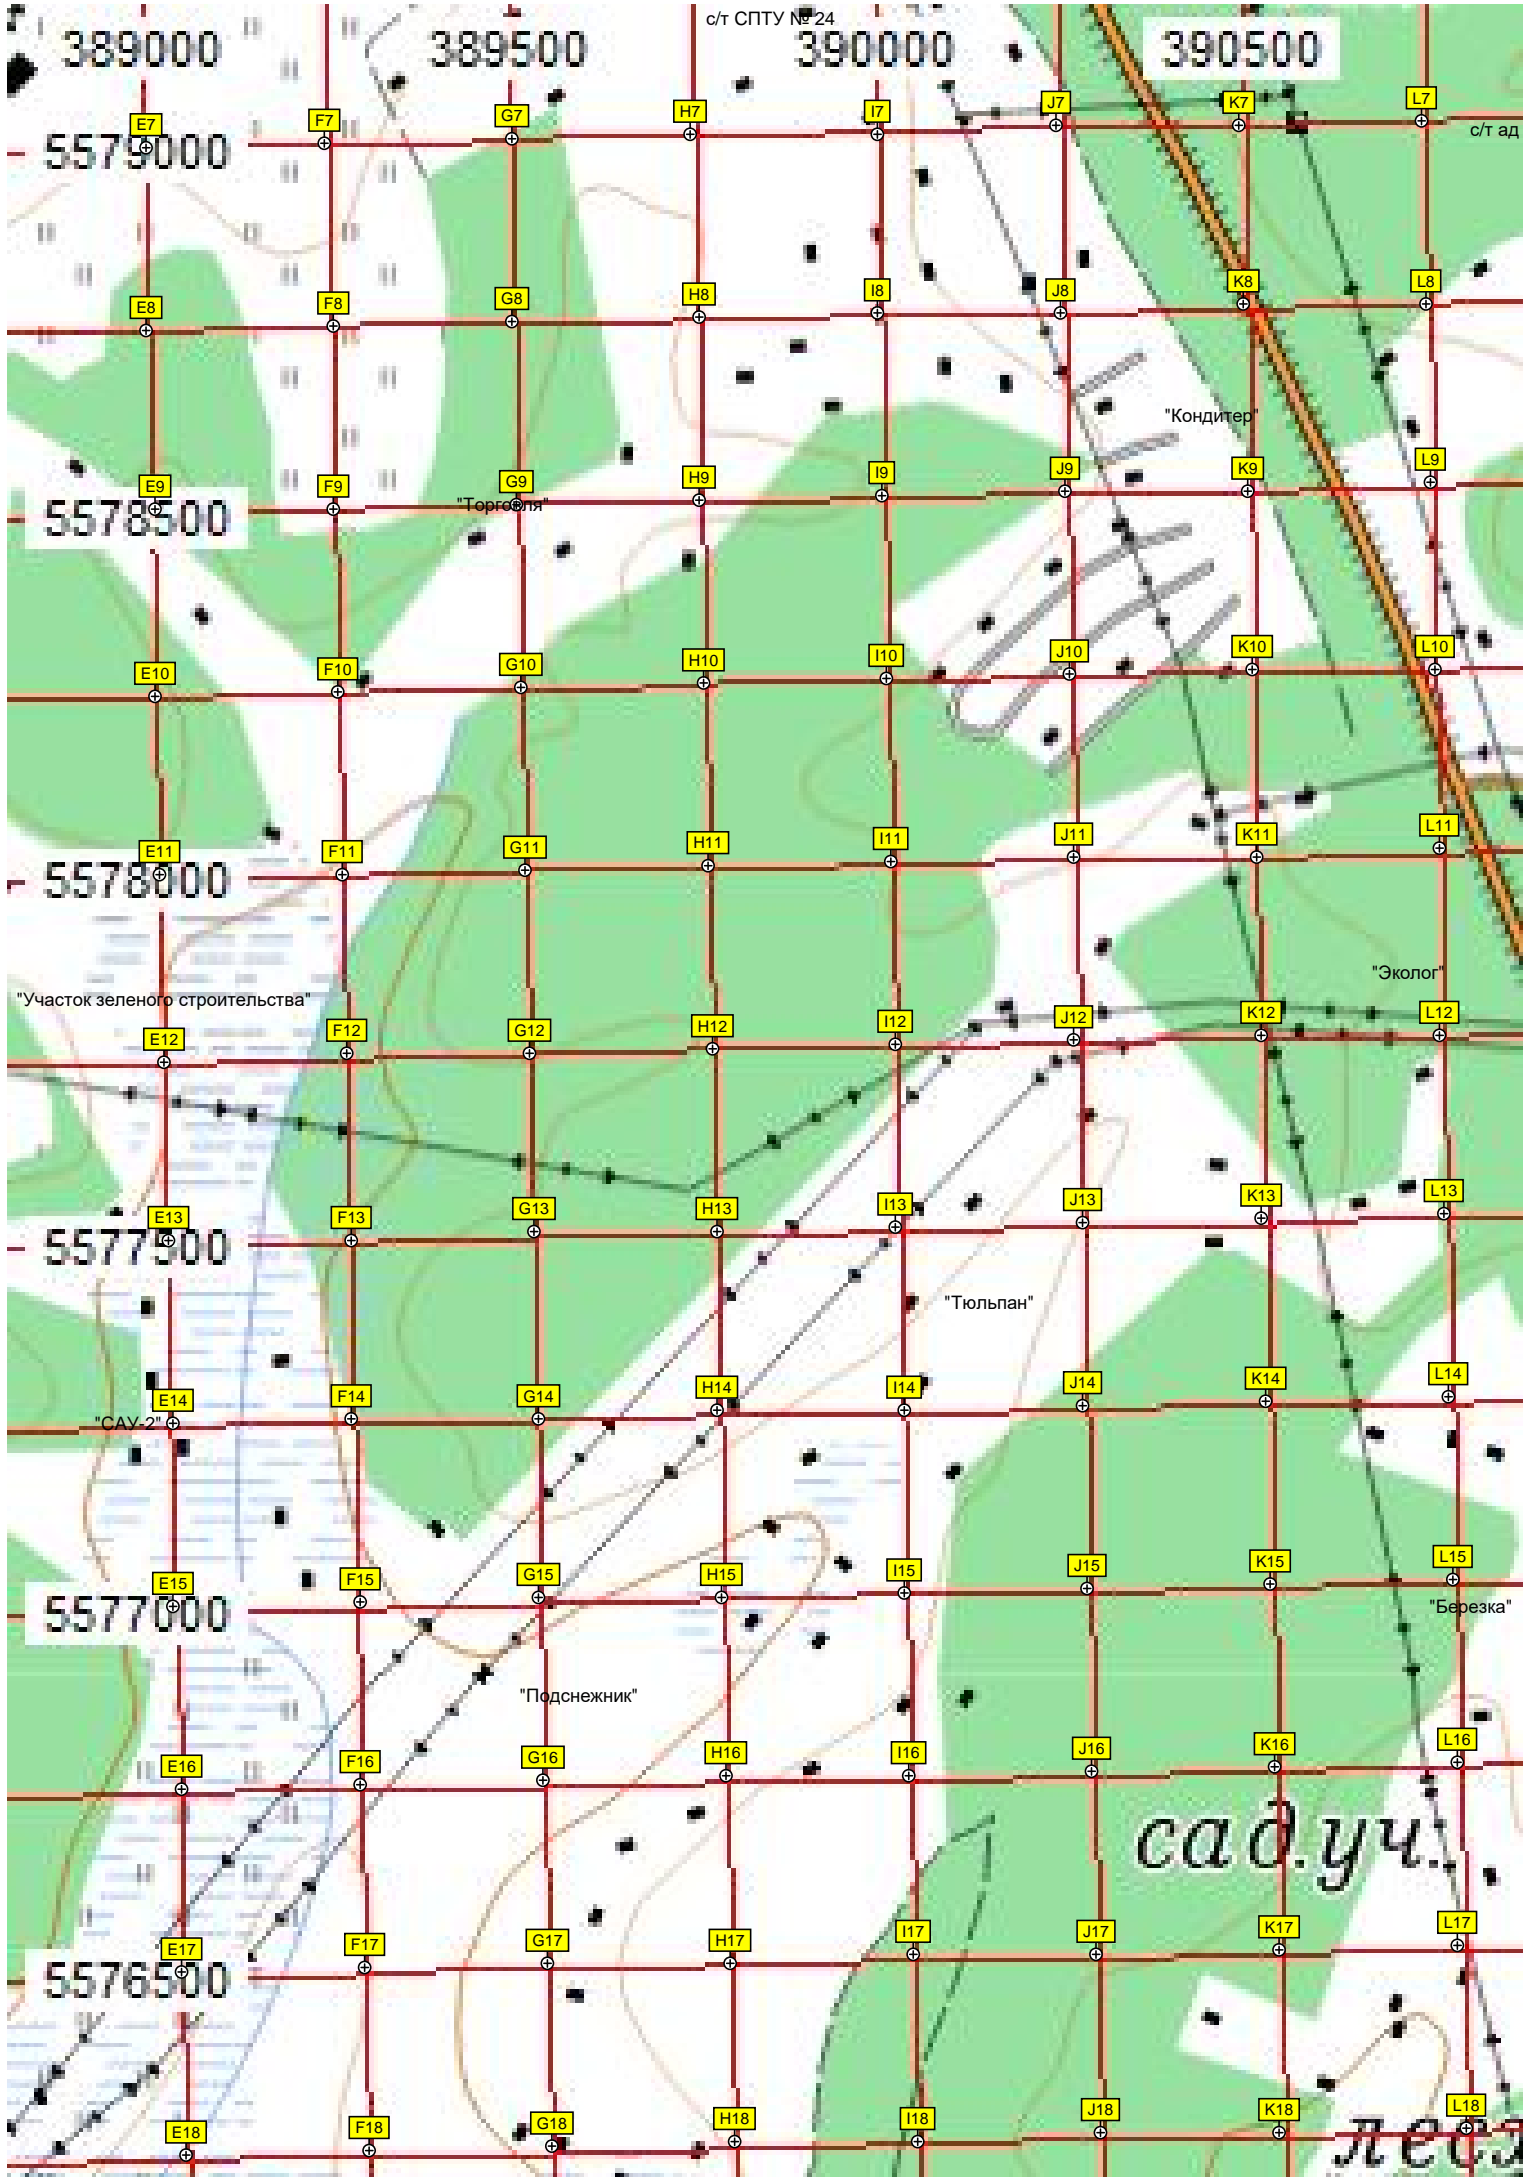 с/т СПТУ № 24
389000 389500 390000 390500
E7 F7 G7 H7 I7 J7 K7 L7
5579000
с/т ад
E8 F8 G8 H8 I8 J8 K8 L8
"Кондитер"
E9 F9 G9 H9 I9 J9 K9 L9
5578500
"Торговля"
E10 F10 G10 H10 I10 J10 K10 L10
E11 F11 G11 H11 I11 J11 K11 L11
5578000
"Эколог"
"Участок зеленого строительства"
E12 F12 G12 H12 I12 J12 K12 L12
E13 F13 G13 H13 I13 J13 K13 L13
5577500
"Тюльпан"
E14 F14 G14 H14 I14 J14 K14 L14
"САУ-2"
E15 F15 G15 H15 I15 J15 K15 L15
5577000
"Березка"
"Подснежник"
E16 F16 G16 H16 I16 J16 K16 L16
сад.уч.
E17 F17 G17 H17 I17 J17 K17 L17
5576500
E18 F18 G18 H18 I18 J18 K18 L18